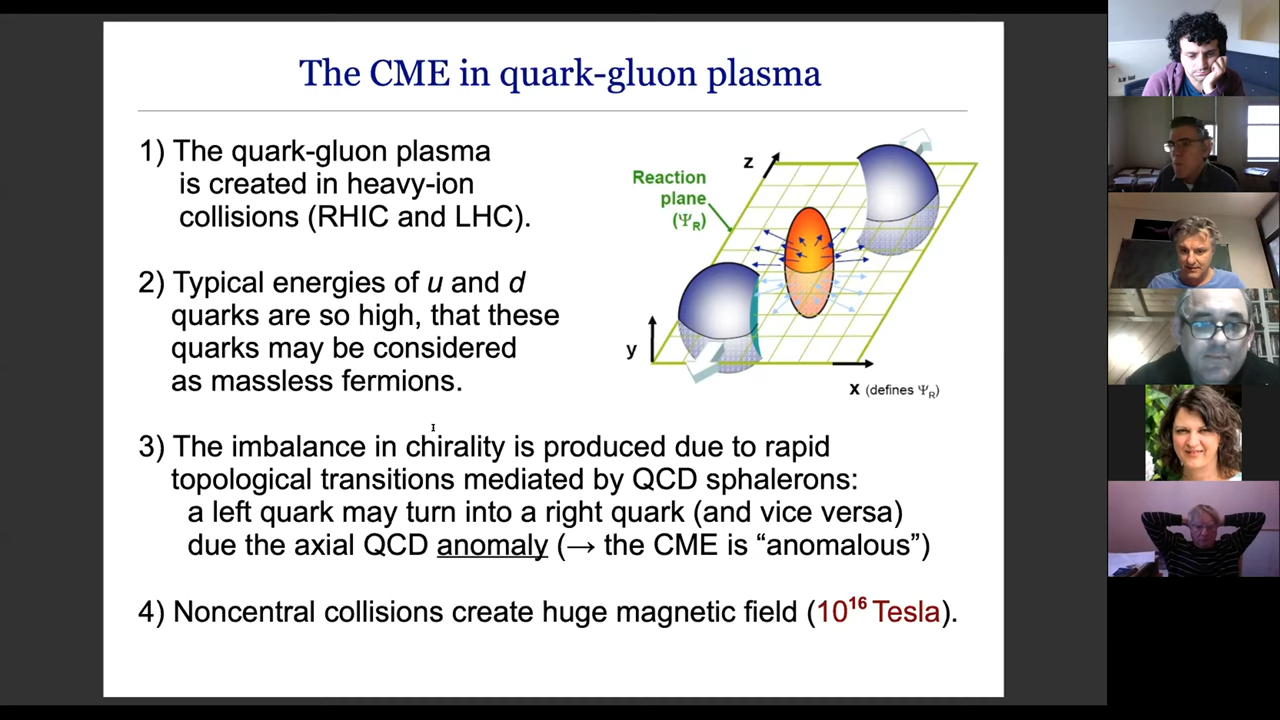 The CME in quark-gluon plasma
1) The quark-gluon plasma
is created in heavy-ion
collisions (RHIC and LHC).
2) Typical energies of u and d
quarks are so high, that these
quarks may be considered
as massless fermions.
z
Reaction
plane
(Ψ_R)
y
X (defines Ψ_R)
3) The imbalance in chirality is produced due to rapid
topological transitions mediated by QCD sphalerons:
a left quark may turn into a right quark (and vice versa)
due the axial QCD anomaly (→ the CME is “anomalous”)
4) Noncentral collisions create huge magnetic field (10¹⁶ Tesla).